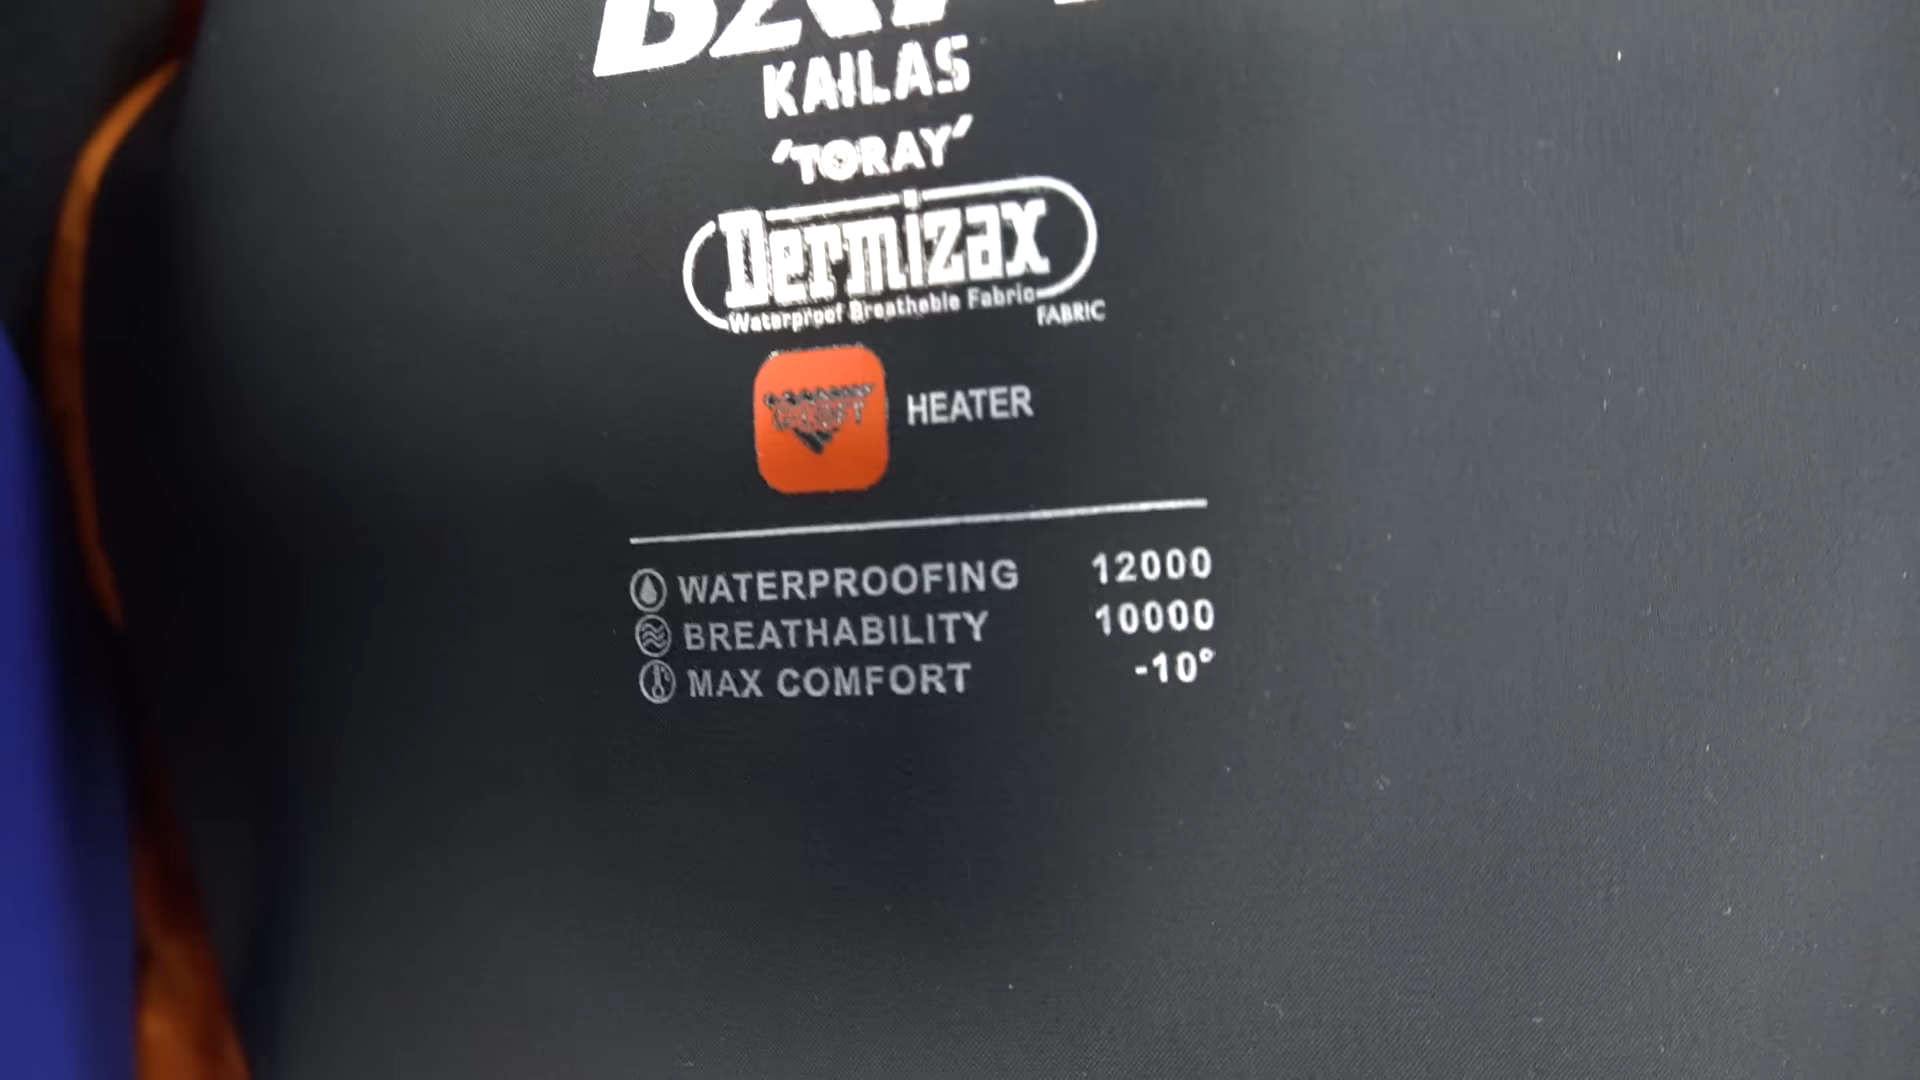 KAILAS
'TORAY'
Dermizax
Waterproof Breathable Fabric
FABRIC
HEATER
WATERPROOFING 12000
BREATHABILITY 10000
MAX COMFORT -10°